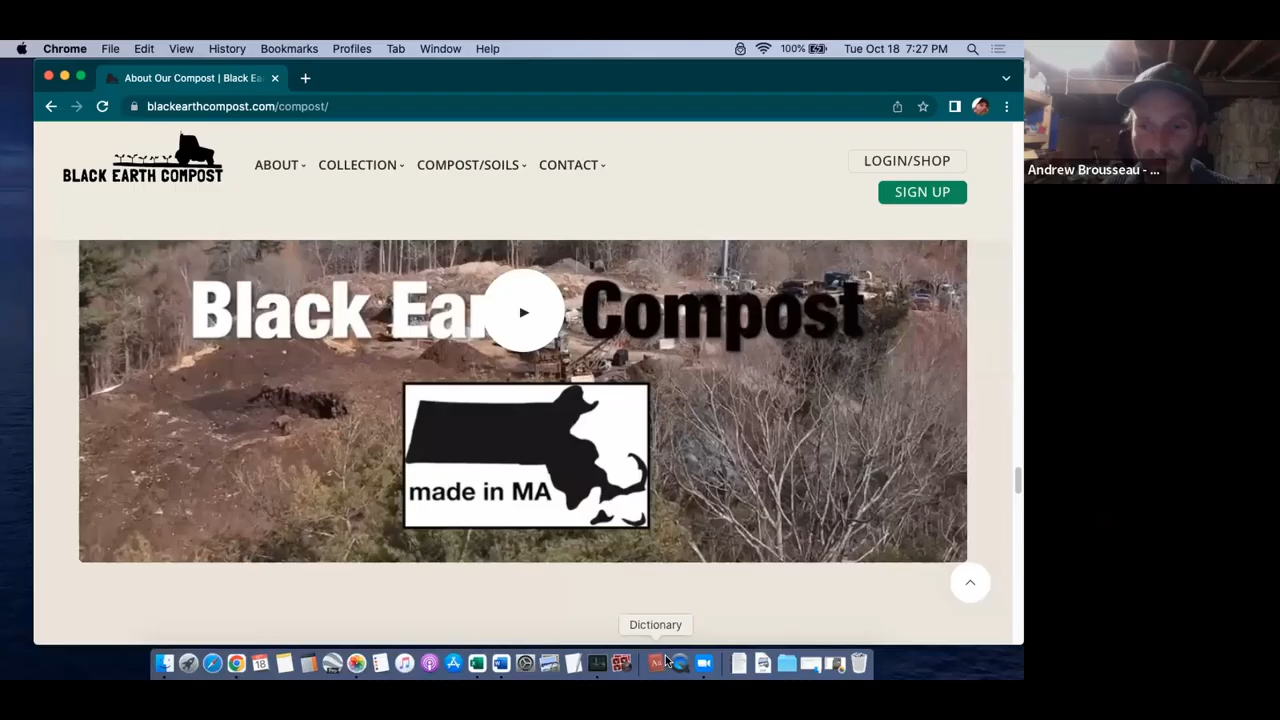 Chrome File Edit View History Bookmarks Profiles Tab Window Help 100% Tue Oct 18 7:27 PM
About Our Compost | Black Ea
blackearthcompost.com/compost/
BLACK EARTH COMPOST
ABOUT COLLECTION COMPOST/SOILS CONTACT
LOGIN/SHOP
SIGN UP
Black Ear Compost
made in MA
Dictionary
18
Andrew Brousseau - ...